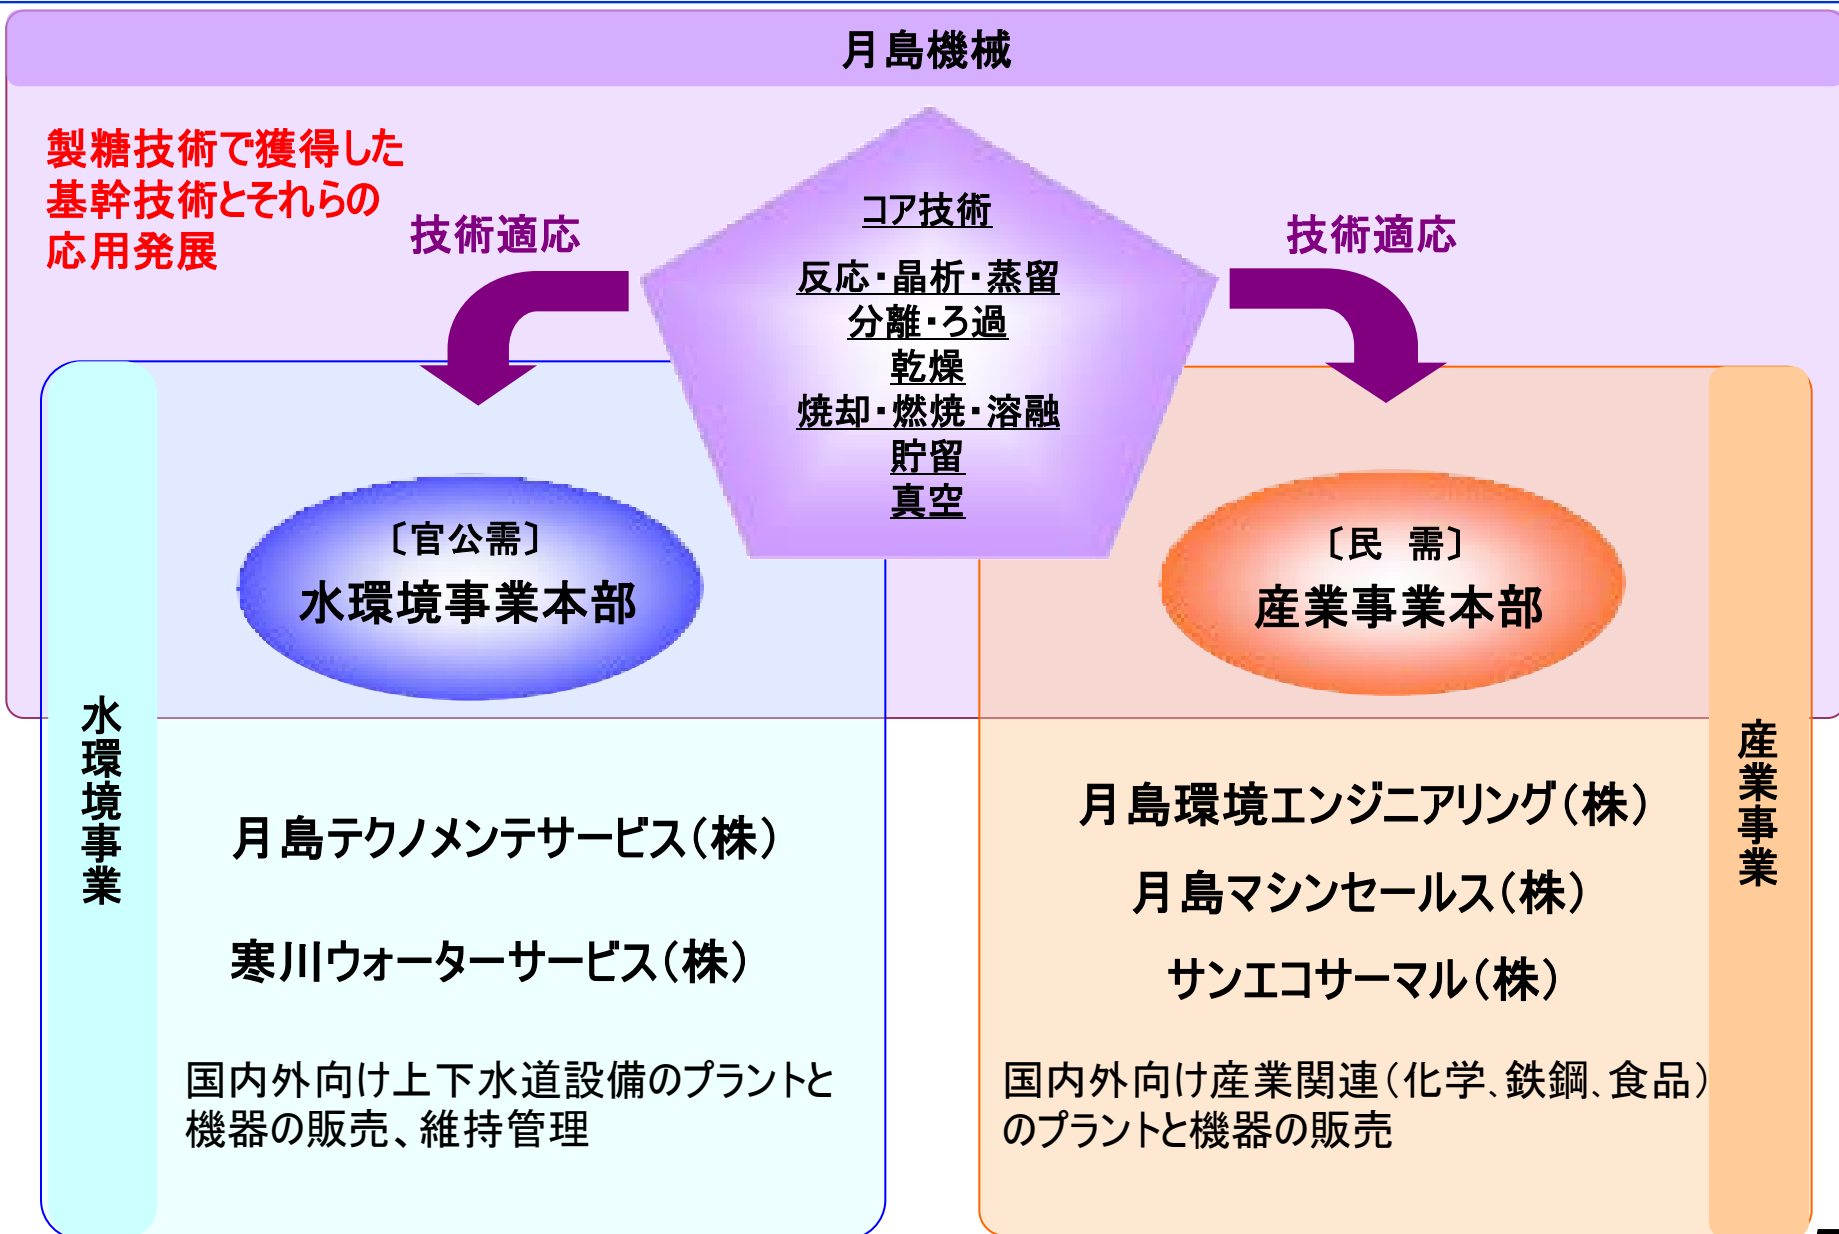 月島機械
製糖技術で獲得した
基幹技術とそれらの
応用発展
技術適応
コア技術
反応・晶析・蒸留
分離・ろ過
乾燥
焼却・燃焼・溶融
貯留
真空
技術適応
〔官公需〕
水環境事業本部
〔民 需〕
産業事業本部
水環境事業
月島テクノメンテサービス(株)
寒川ウォーターサービス(株)
国内外向け上下水道設備のプラントと
機器の販売、維持管理
月島環境エンジニアリング(株)
月島マシンセールス(株)
サンエコサーマル(株)
国内外向け産業関連(化学、鉄鋼、食品)
のプラントと機器の販売
産業事業